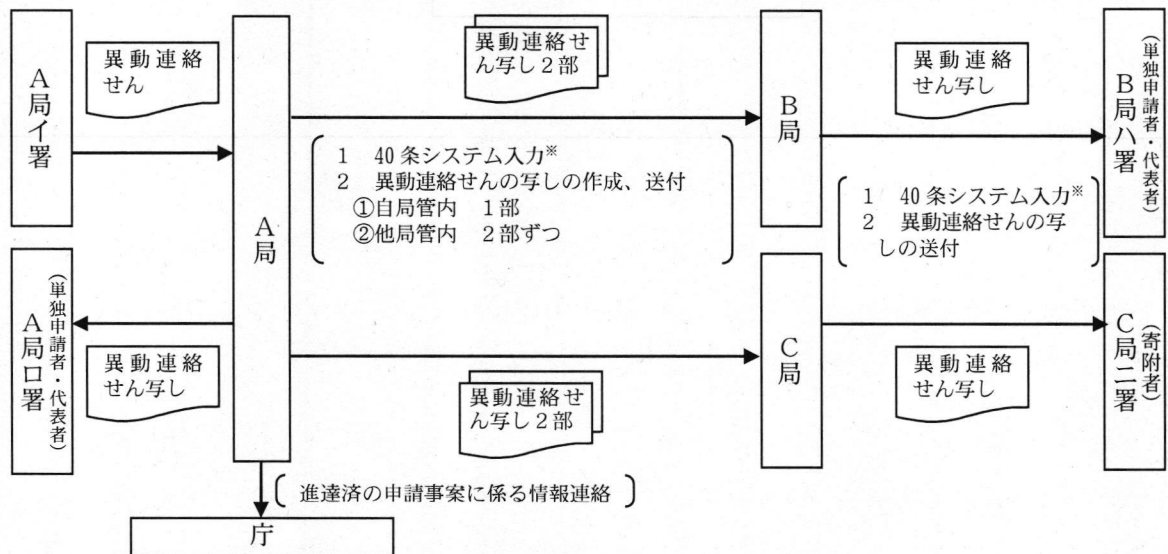 A局イ署
異動連絡
せん
A局
異動連絡せ
ん写し２部
B局
異動連絡
せん写し
B局ハ署
（単独申請者・代表者）
1　40条システム入力※
2　異動連絡せんの写しの作成、送付
①自局管内　1部
②他局管内　2部ずつ
1　40条システム入力※
2　異動連絡せんの写
しの送付
A局ロ署
（単独申請者・代表者）
異動連絡
せん写し
異動連絡せ
ん写し２部
C局
異動連絡
せん写し
C局ニ署
（寄附者）
進達済の申請事案に係る情報連絡
庁